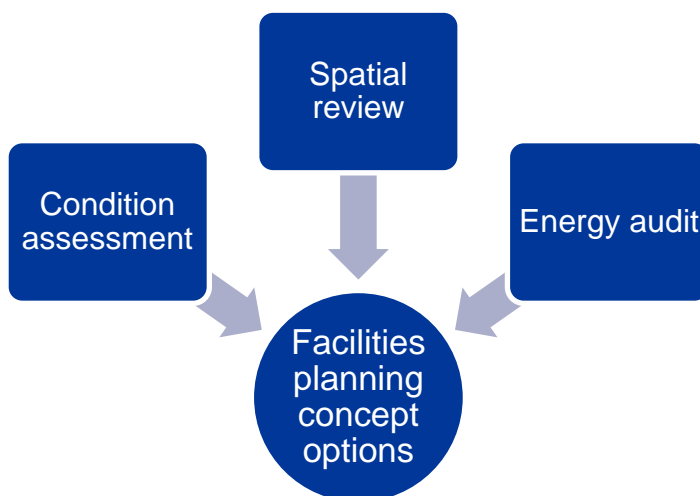 Spatial
review
Condition
assessment
Energy audit
Facilities
planning
concept
options